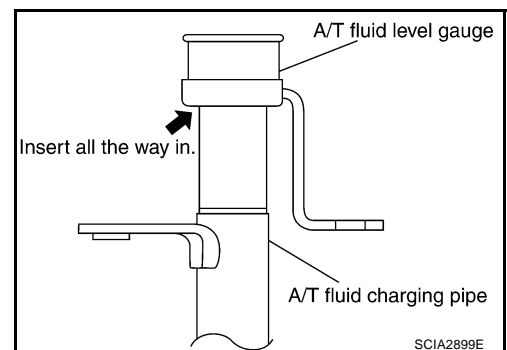 A/T fluid level gauge
Insert all the way in.
A/T fluid charging pipe
SCIA2899E